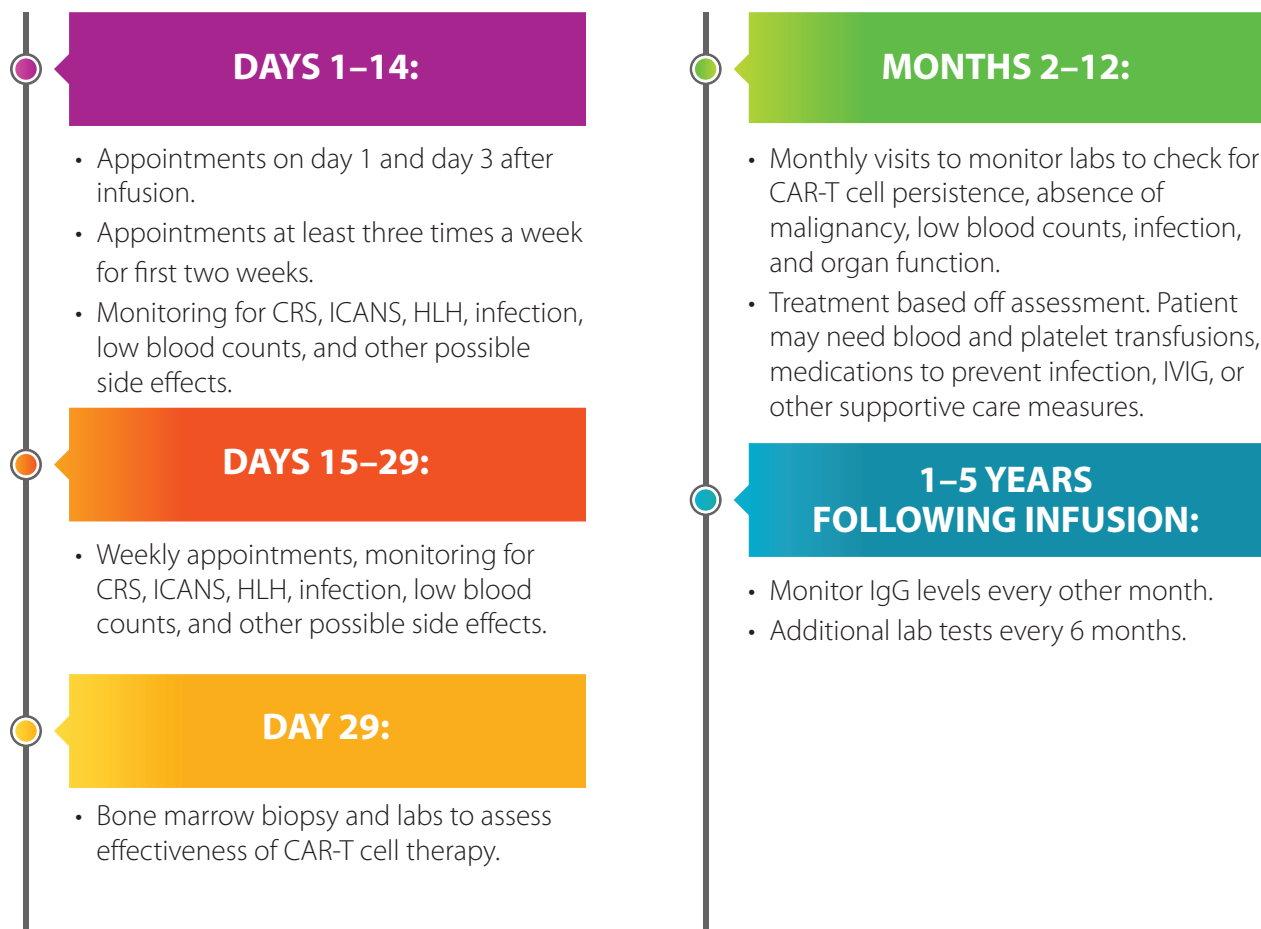 DAYS 1–14:
• Appointments on day 1 and day 3 after
infusion.
• Appointments at least three times a week
for first two weeks.
• Monitoring for CRS, ICANS, HLH, infection,
low blood counts, and other possible
side effects.
DAYS 15–29:
• Weekly appointments, monitoring for
CRS, ICANS, HLH, infection, low blood
counts, and other possible side effects.
DAY 29:
• Bone marrow biopsy and labs to assess
effectiveness of CAR-T cell therapy.
MONTHS 2–12:
• Monthly visits to monitor labs to check for
CAR-T cell persistence, absence of
malignancy, low blood counts, infection,
and organ function.
• Treatment based off assessment. Patient
may need blood and platelet transfusions,
medications to prevent infection, IVIG, or
other supportive care measures.
1–5 YEARS
FOLLOWING INFUSION:
• Monitor IgG levels every other month.
• Additional lab tests every 6 months.